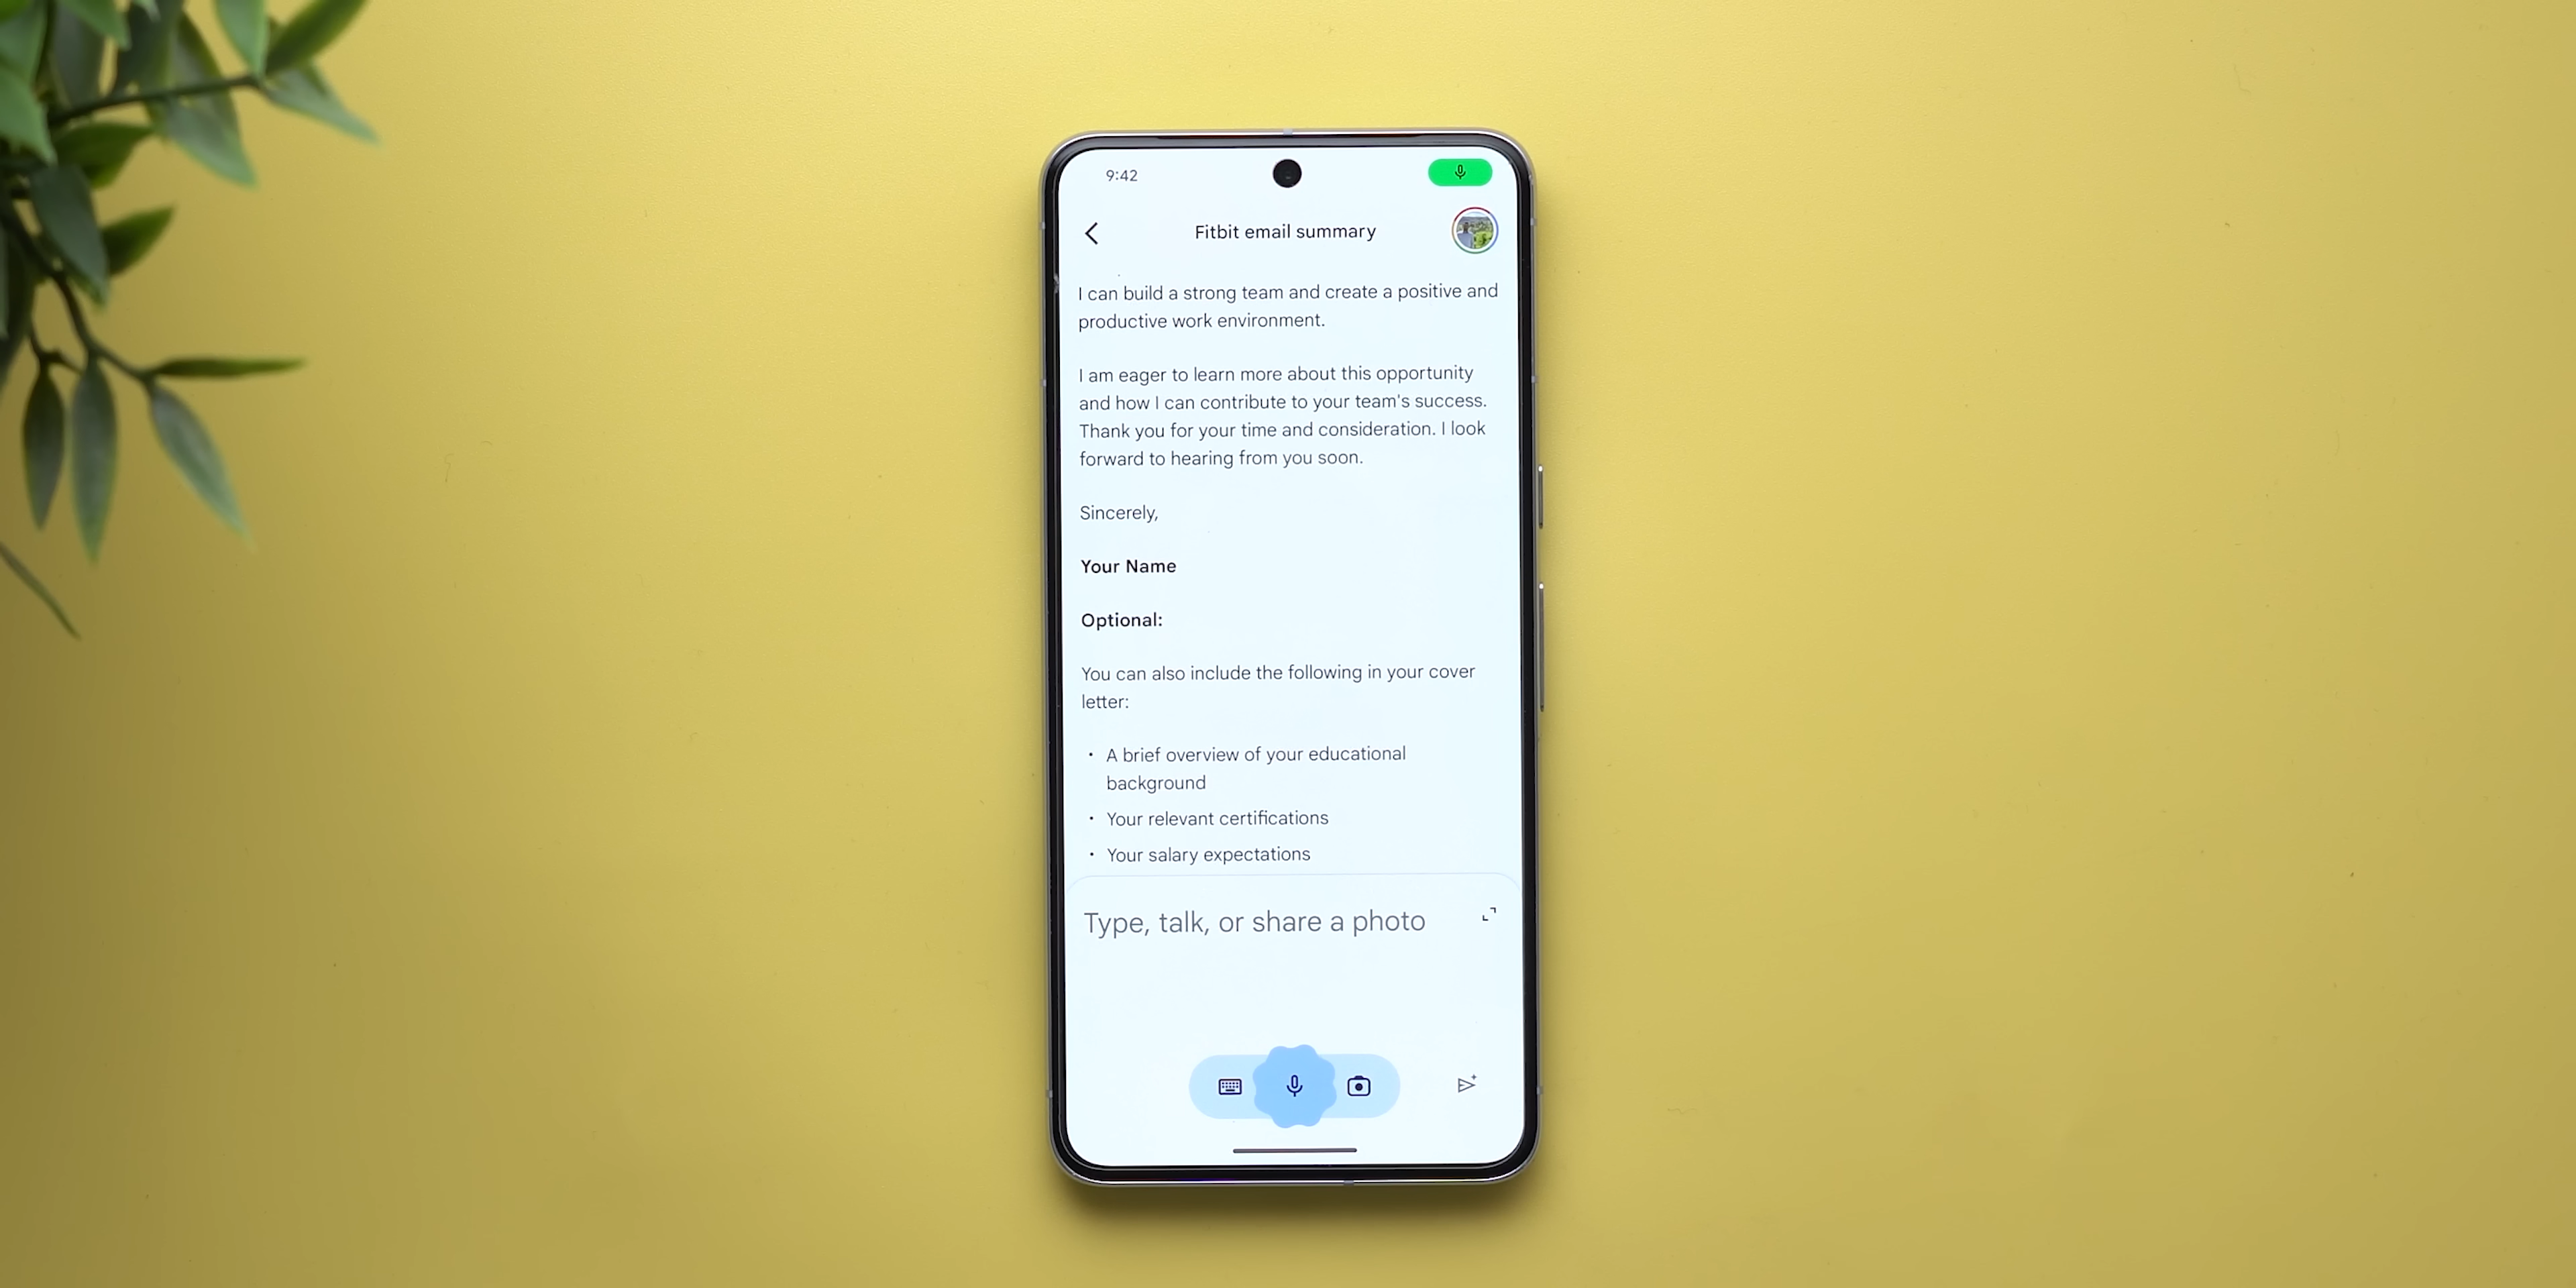 9:42
Fitbit email summary
I can build a strong team and create a positive and
productive work environment.
I am eager to learn more about this opportunity
and how I can contribute to your team's success.
Thank you for your time and consideration. I look
forward to hearing from you soon.
Sincerely,
Your Name
Optional:
You can also include the following in your cover
letter:
• A brief overview of your educational
background
• Your relevant certifications
• Your salary expectations
Type, talk, or share a photo